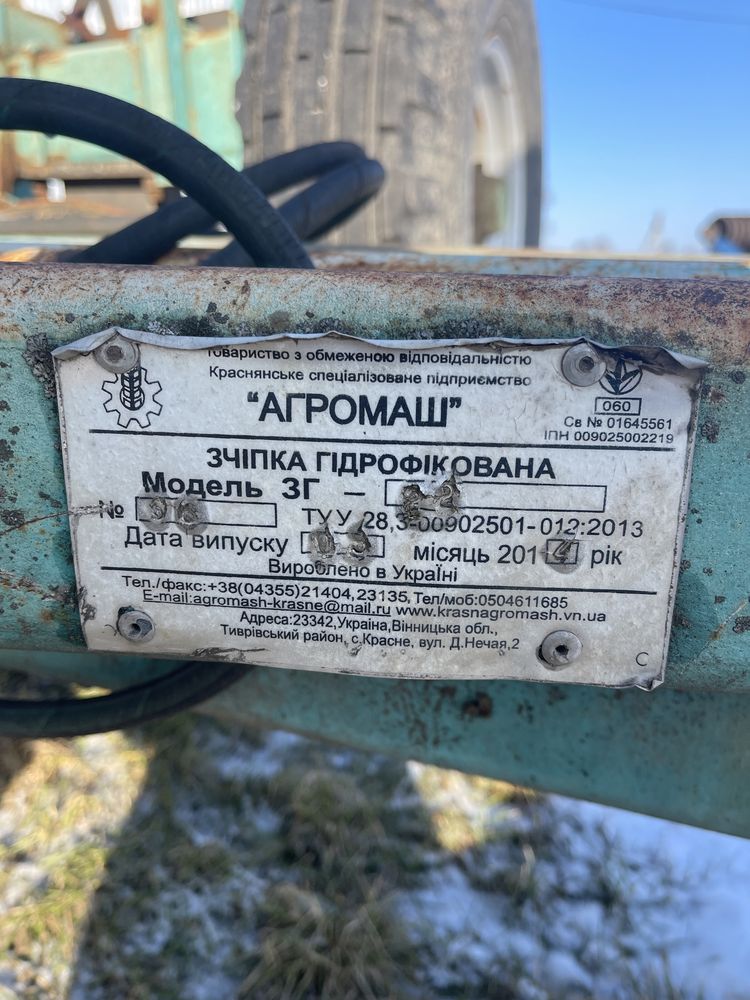 Товариство з обмеженою відповідальністю
Краснянське спеціалізоване підприємство
"АГРОМАШ"
060
Св № 01645561
ІПН 009025002219
ЗЧІПКА ГІДРОФІКОВАНА
Модель ЗГ –
№ ТУ У 28,3-00902501-012:2013
Дата випуску місяць 201 рік
Вироблено в Україні
Тел./факс:+38(04355)21404,23135,Тел/моб:0504611685
E-mail:agromash-krasne@mail.ru www.krasnagromash.vn.ua
Адреса:23342,Україна,Вінницька обл.,
Тиврівський район, с.Красне, вул. Д.Нечая,2
С